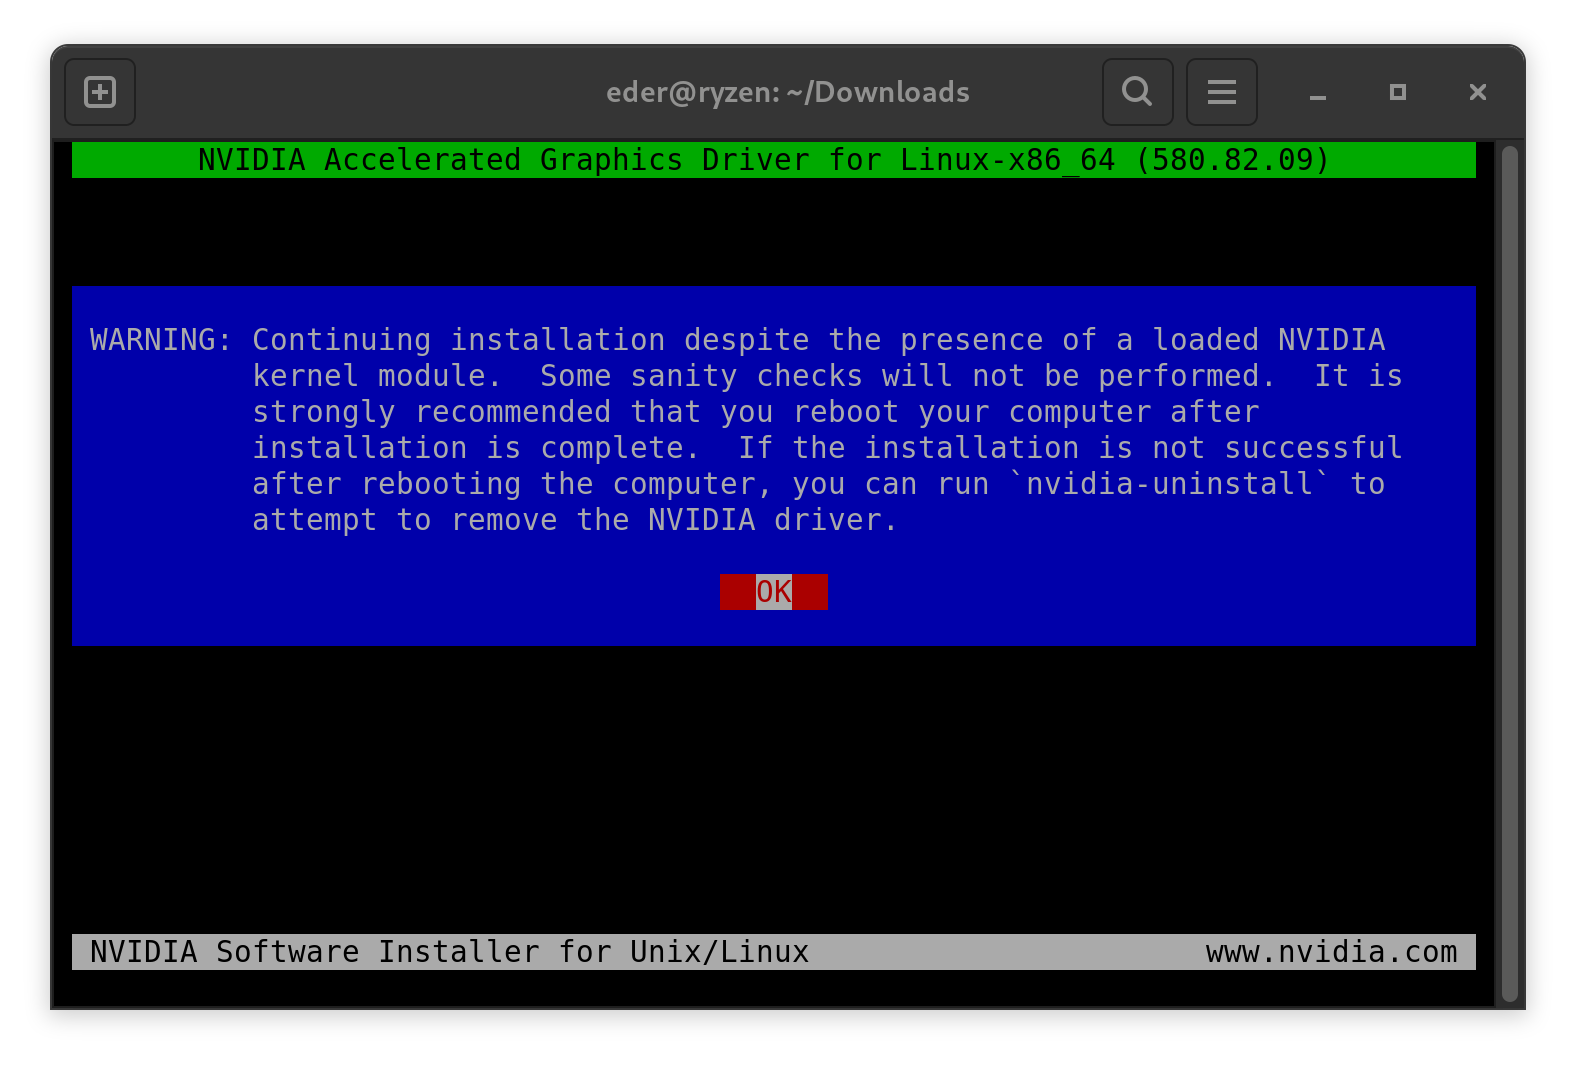 eder@ryzen: ~/Downloads
NVIDIA Accelerated Graphics Driver for Linux-x86_64 (580.82.09)
WARNING: Continuing installation despite the presence of a loaded NVIDIA
kernel module.  Some sanity checks will not be performed.  It is
strongly recommended that you reboot your computer after
installation is complete.  If the installation is not successful
after rebooting the computer, you can run `nvidia-uninstall` to
attempt to remove the NVIDIA driver.
OK
NVIDIA Software Installer for Unix/Linux www.nvidia.com